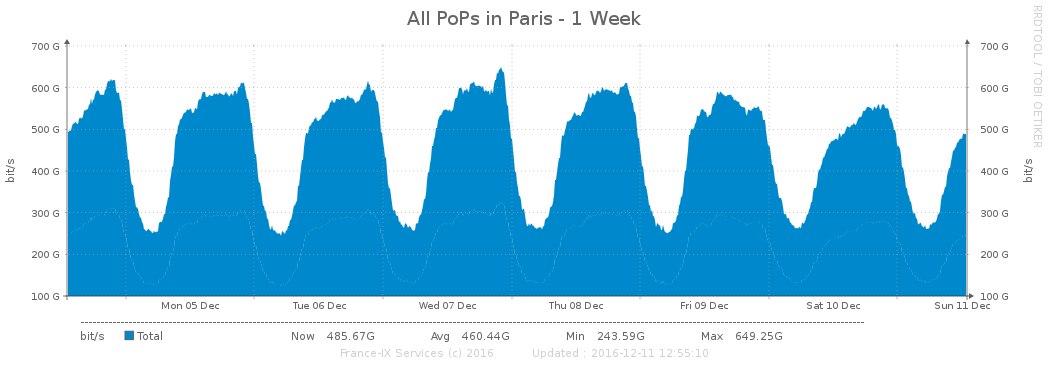 All PoPs in Paris - 1 Week
RRDTOOL / TOBI OETIKER
700 G 700 G
600 G 600 G
500 G 500 G
400 G 400 G
300 G 300 G
200 G 200 G
100 G 100 G
bit/s bit/s
Mon 05 Dec Tue 06 Dec Wed 07 Dec Thu 08 Dec Fri 09 Dec Sat 10 Dec Sun 11 Dec
bit/s Total Now 485.67G Avg 460.44G Min 243.59G Max 649.25G
France-IX Services (c) 2016 Updated : 2016-12-11 12:55:10